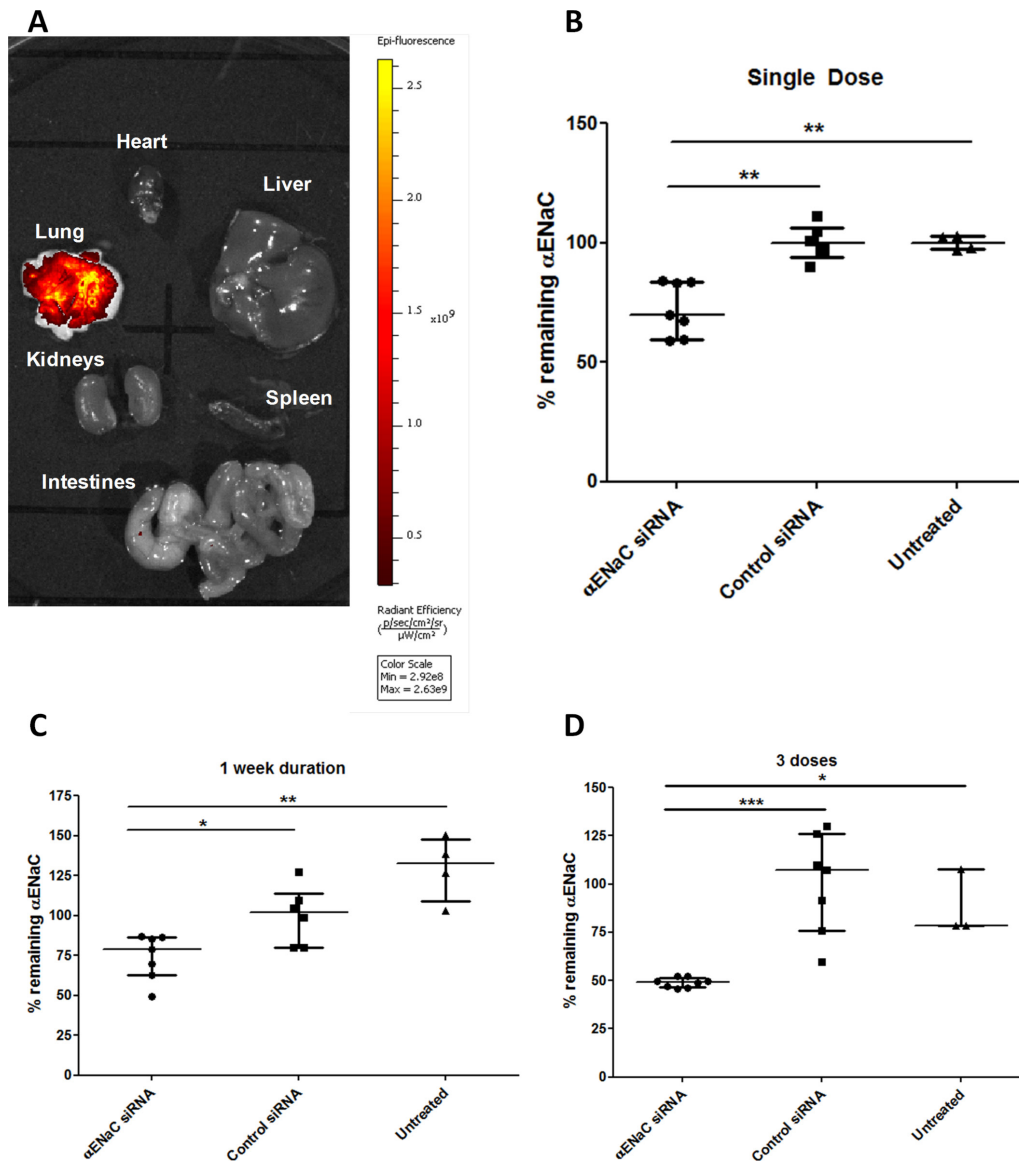 A
Epi-fluorescence
2.5
2.0
1.5
x10⁹
1.0
0.5
Heart
Liver
Lung
Kidneys
Spleen
Intestines
Radiant Efficiency
(p/sec/cm²/sr
µW/cm²)
Color Scale
Min = 2.92e8
Max = 2.63e9
B
Single Dose
**
**
% remaining αENaC
150
100
50
0
αENaC siRNA
Control siRNA
Untreated
C
1 week duration
**
*
% remaining αENaC
175
150
125
100
75
50
25
0
αENaC siRNA
Control siRNA
Untreated
D
3 doses
*
***
% remaining αENaC
150
125
100
75
50
25
0
αENaC siRNA
Control siRNA
Untreated